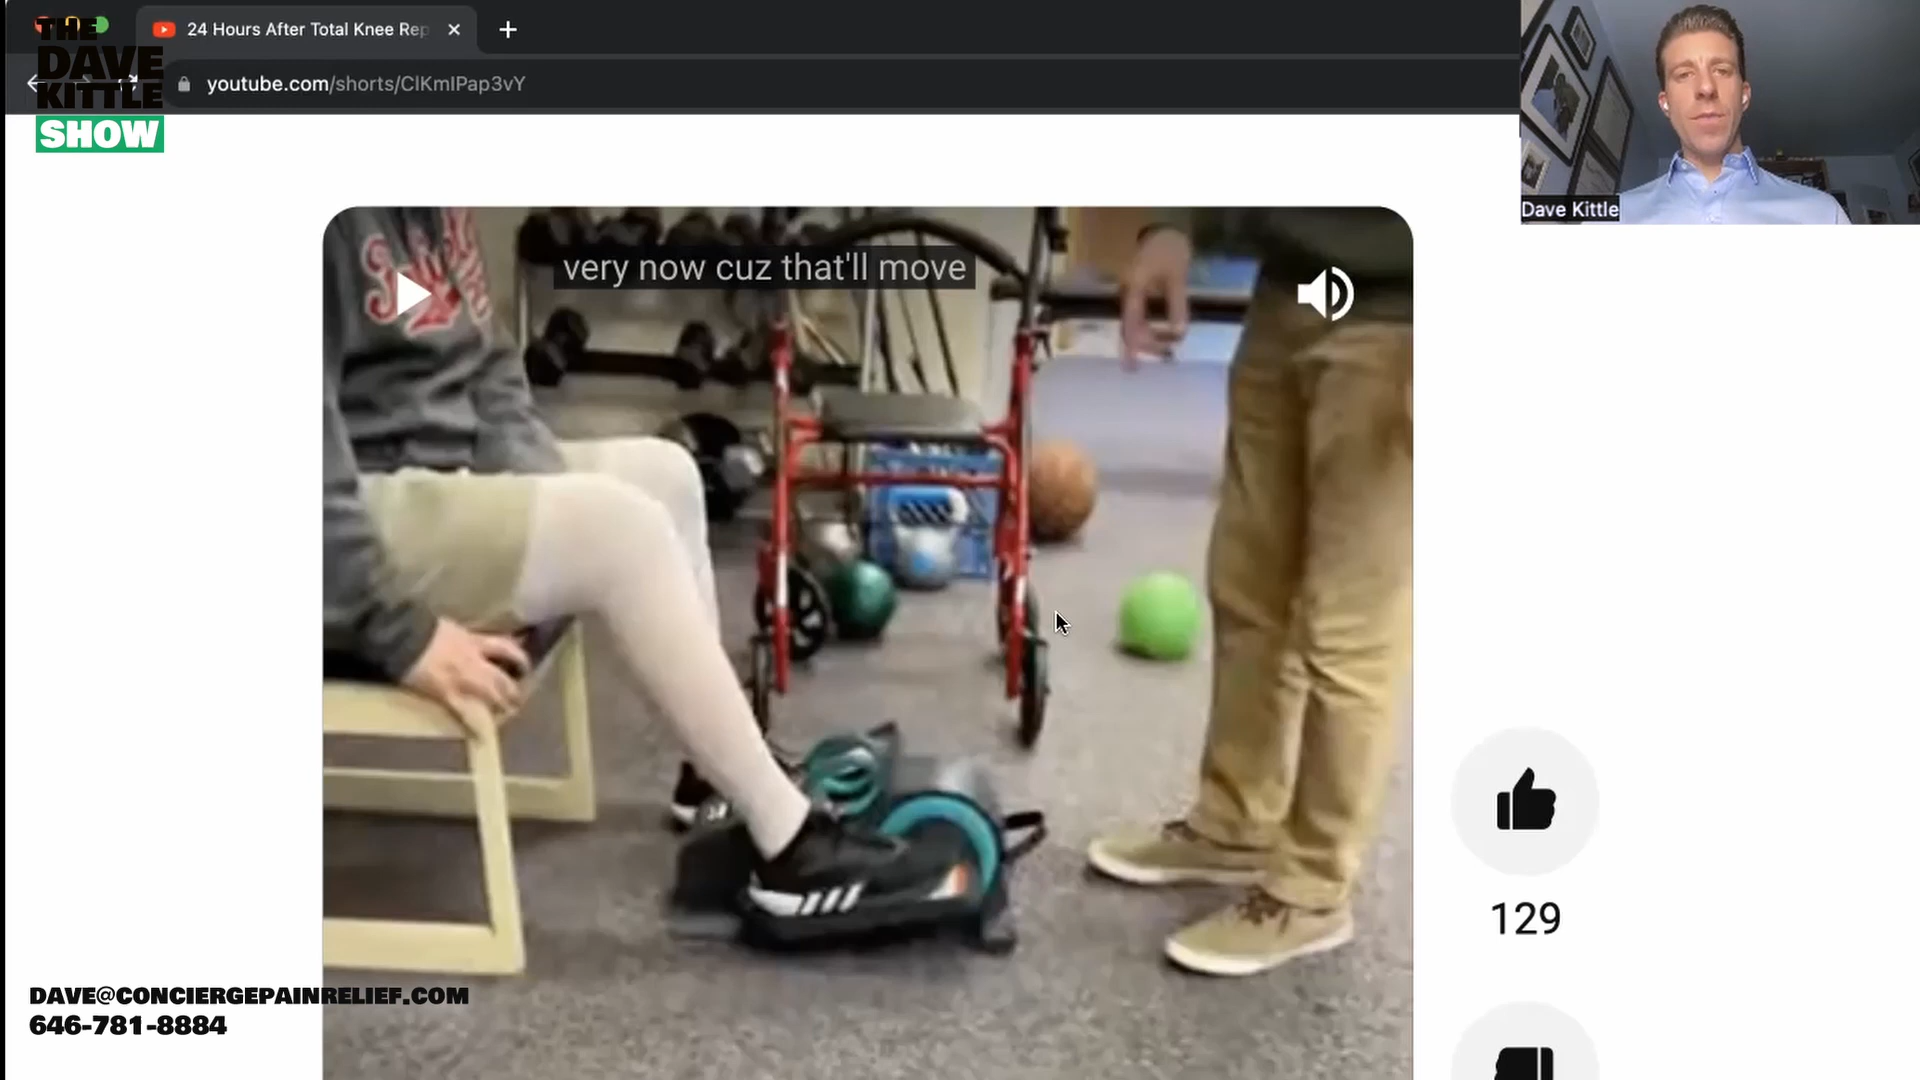 24 Hours After Total Knee Rep
THE
DAVE
KITTLE
SHOW
youtube.com/shorts/ClKmlPap3vY
Dave Kittle
very now cuz that'll move
129
DAVE@CONCIERGEPAINRELIEF.COM
646-781-8884